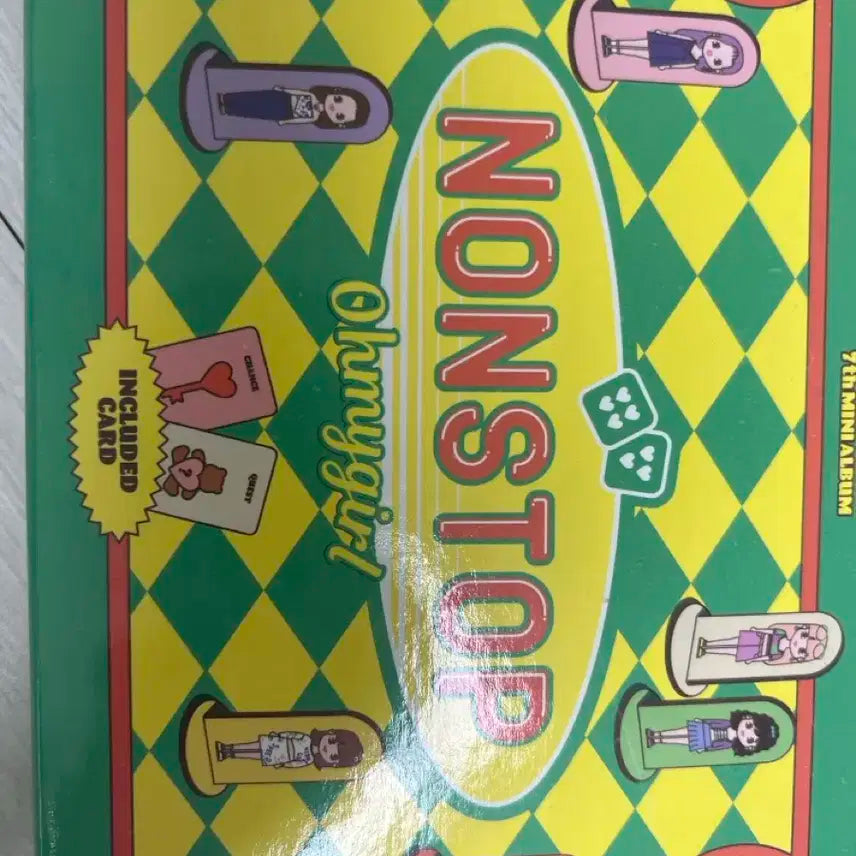 7th MINI ALBUM
NONSTOP
Ohmygirl
CHANCE
QUEST
?
INCLUDED
CARD